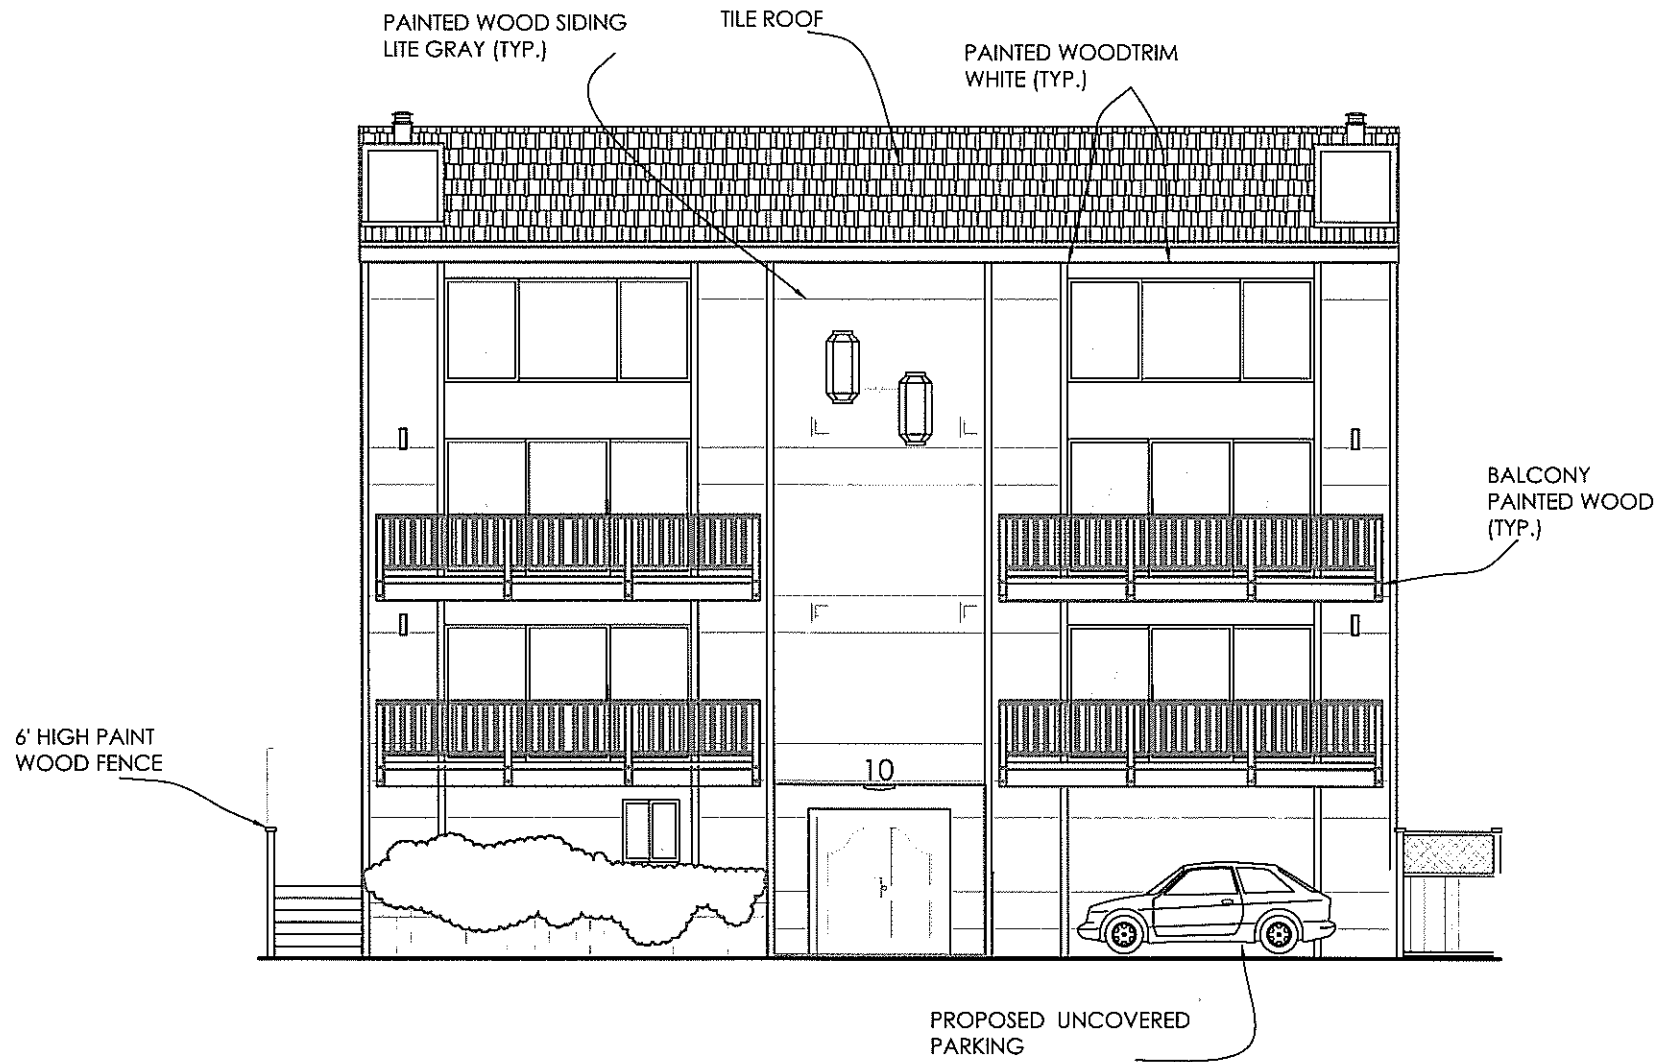 PAINTED WOOD SIDING
LITE GRAY (TYP.)
TILE ROOF
PAINTED WOODTRIM
WHITE (TYP.)
BALCONY
PAINTED WOOD
(TYP.)
6' HIGH PAINT
WOOD FENCE
10
PROPOSED UNCOVERED
PARKING